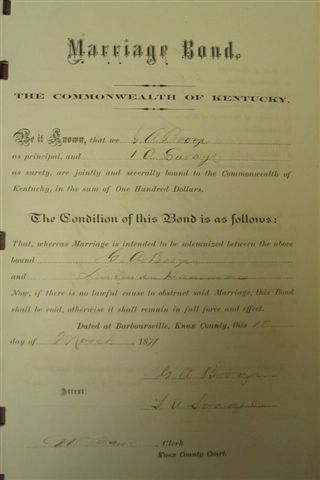 Marriage Bond.
THE COMMONWEALTH OF KENTUCKY.
Be it Known, that we G. A.
as principal, and
as surety, are jointly and severally bound to the Commonwealth of
Kentucky, in the sum of One Hundred Dollars.
The Condition of this Bond is as follows:
That, whereas Marriage is intended to be solemnized between the above
bound G. A.
and
Now, if there is no lawful cause to obstruct said Marriage, this Bond
shall be void, otherwise it shall remain in full force and effect.
Dated at Barboursville, Knox County, this
day of March 1871
G A
Attest:
Clerk
Knox County Court.